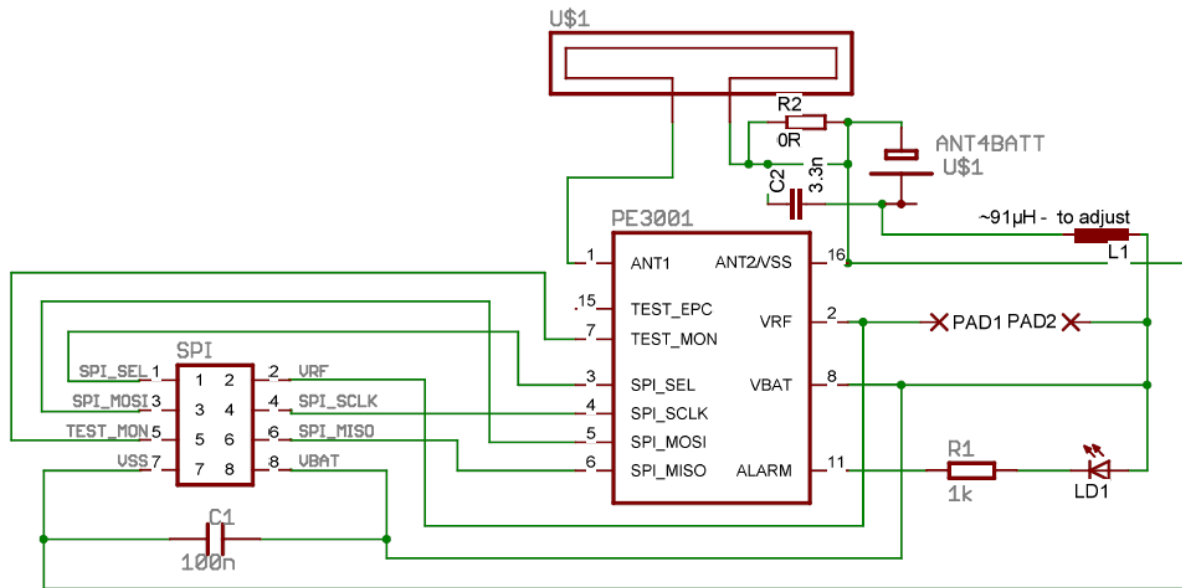 U$1
R2
0R
ANT4BATT
U$1
C2
3.3n
~91µH - to adjust
L1
PE3001
1 ANT1
ANT2/VSS 16
15 TEST_EPC
7 TEST_MON
VRF 2
PAD1 PAD2
3 SPI_SEL
VBAT 8
4 SPI_SCLK
5 SPI_MOSI
6 SPI_MISO
ALARM 11
R1
1k
LD1
SPI
SPI_SEL 1 1 2 2 VRF
SPI_MOSI 3 3 4 4 SPI_SCLK
TEST_MON 5 5 6 6 SPI_MISO
VSS 7 7 8 8 VBAT
C1
100n